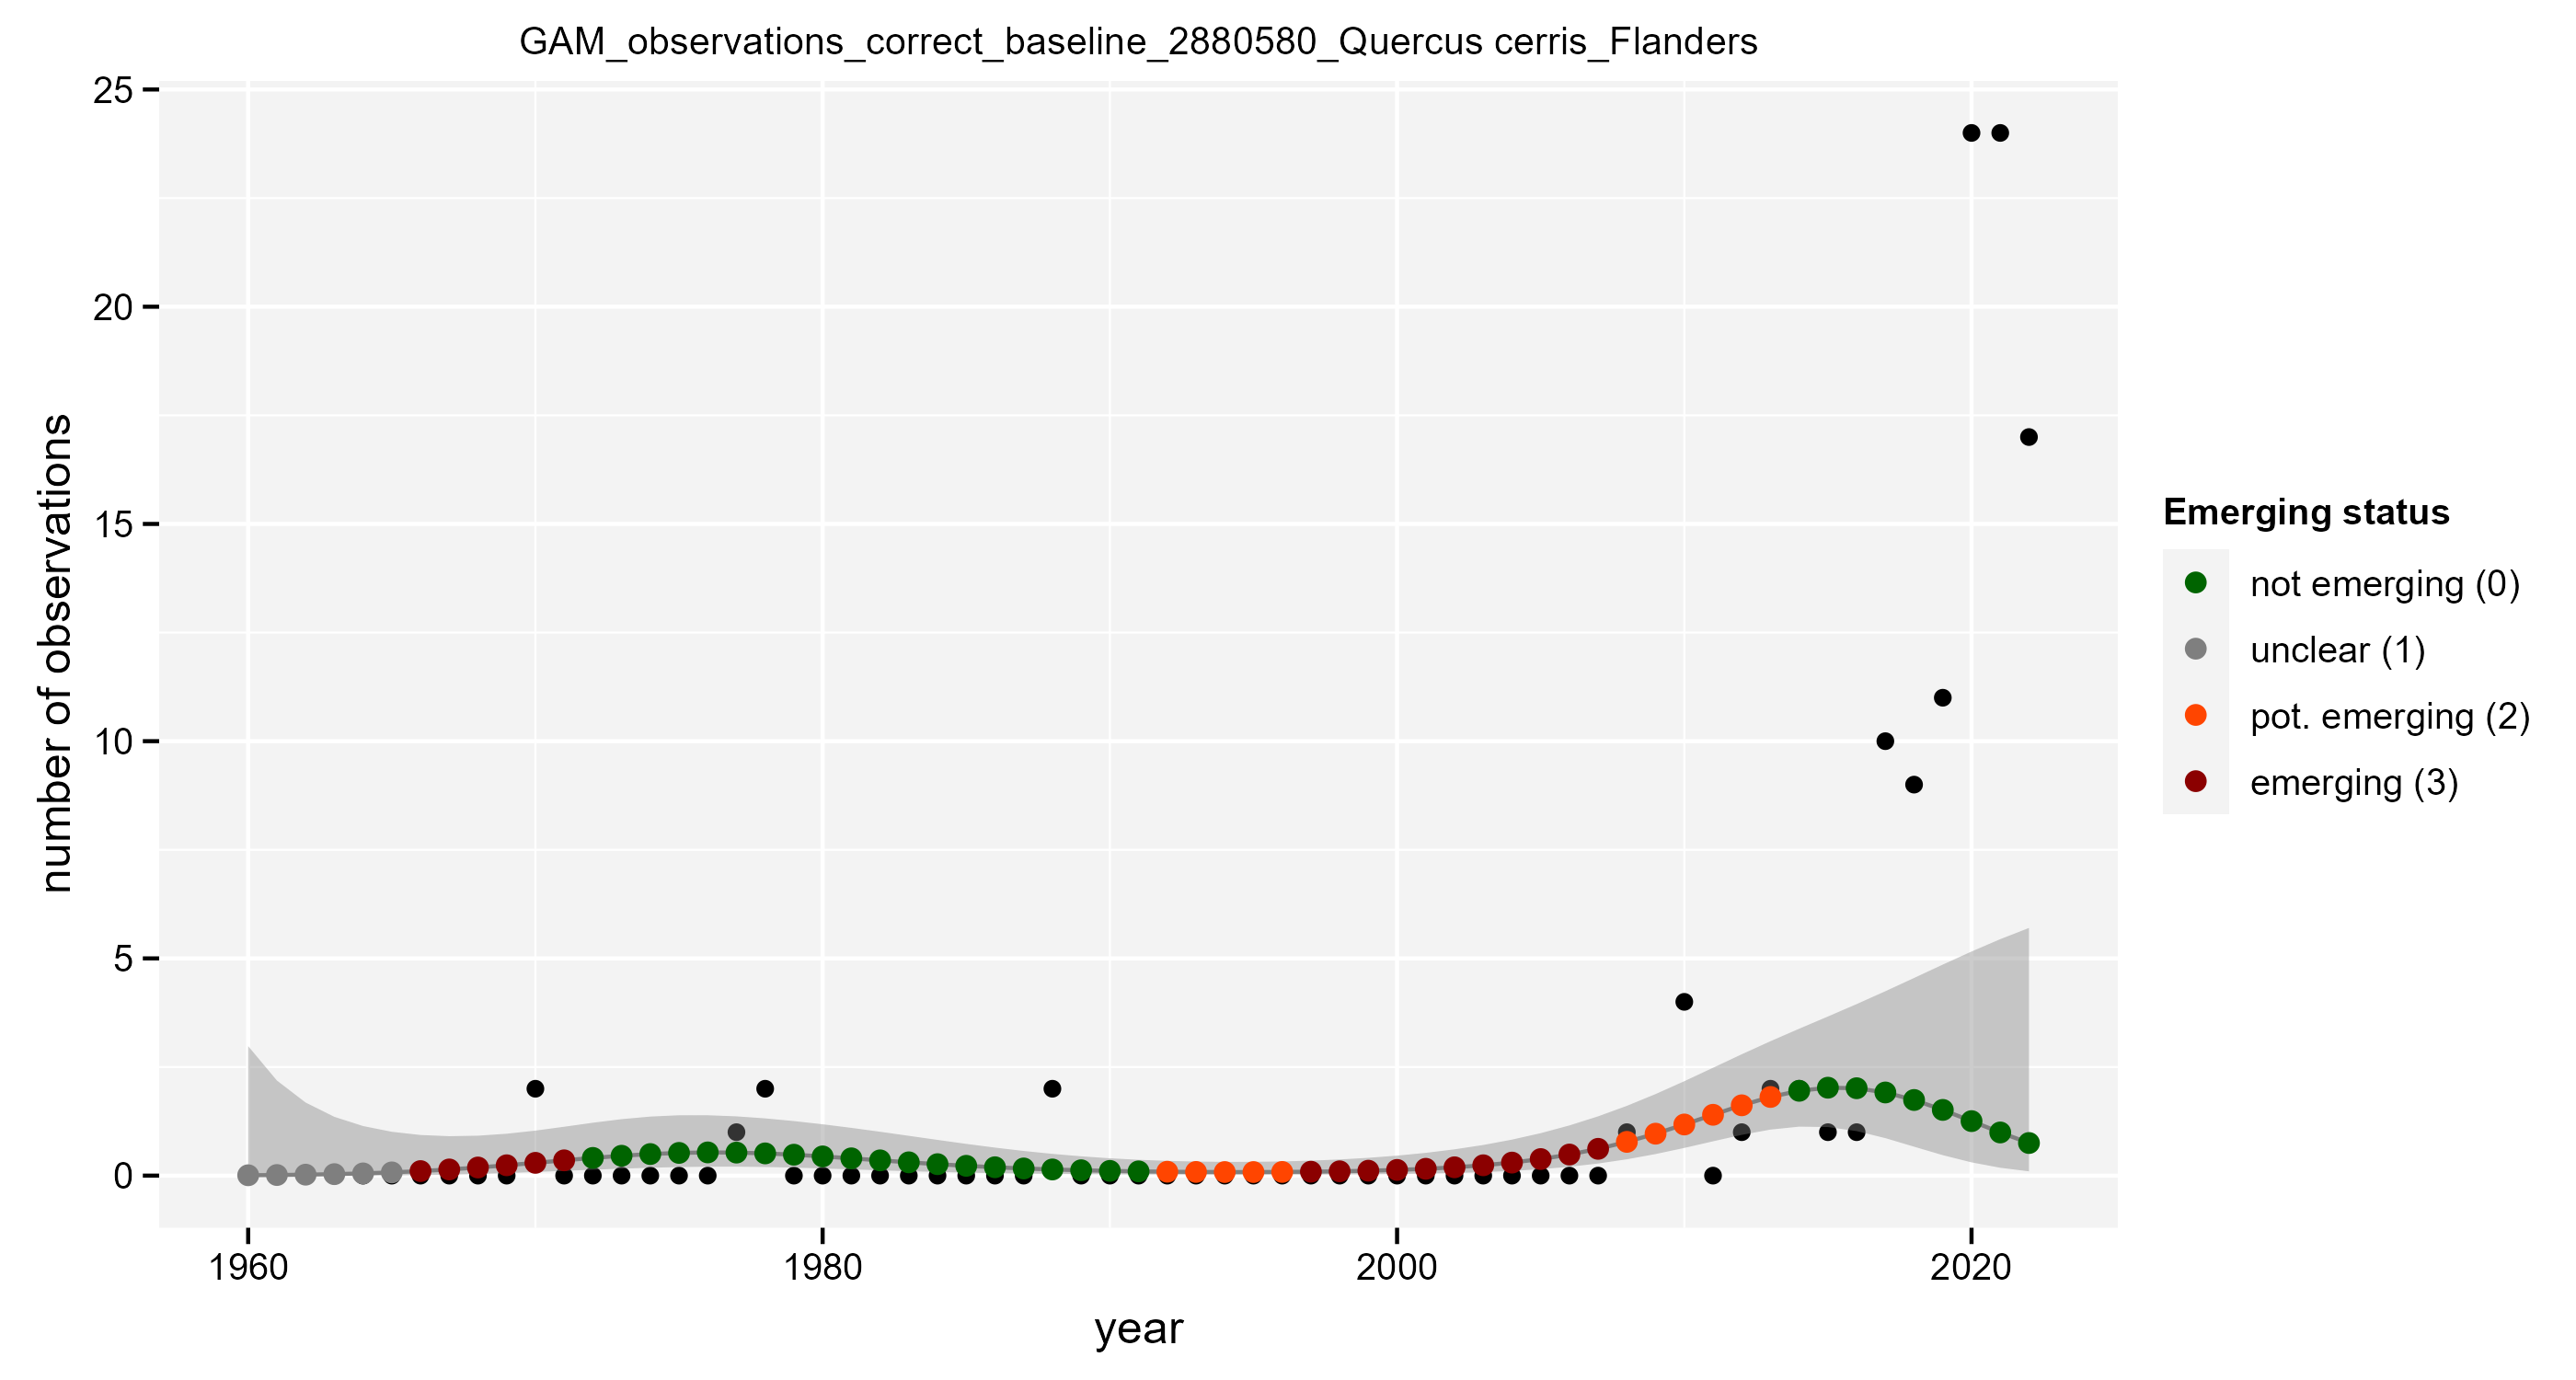 GAM_observations_correct_baseline_2880580_Quercus cerris_Flanders
25
20
15
10
5
0
number of observations
1960
1980
2000
2020
year
Emerging status
not emerging (0)
unclear (1)
pot. emerging (2)
emerging (3)